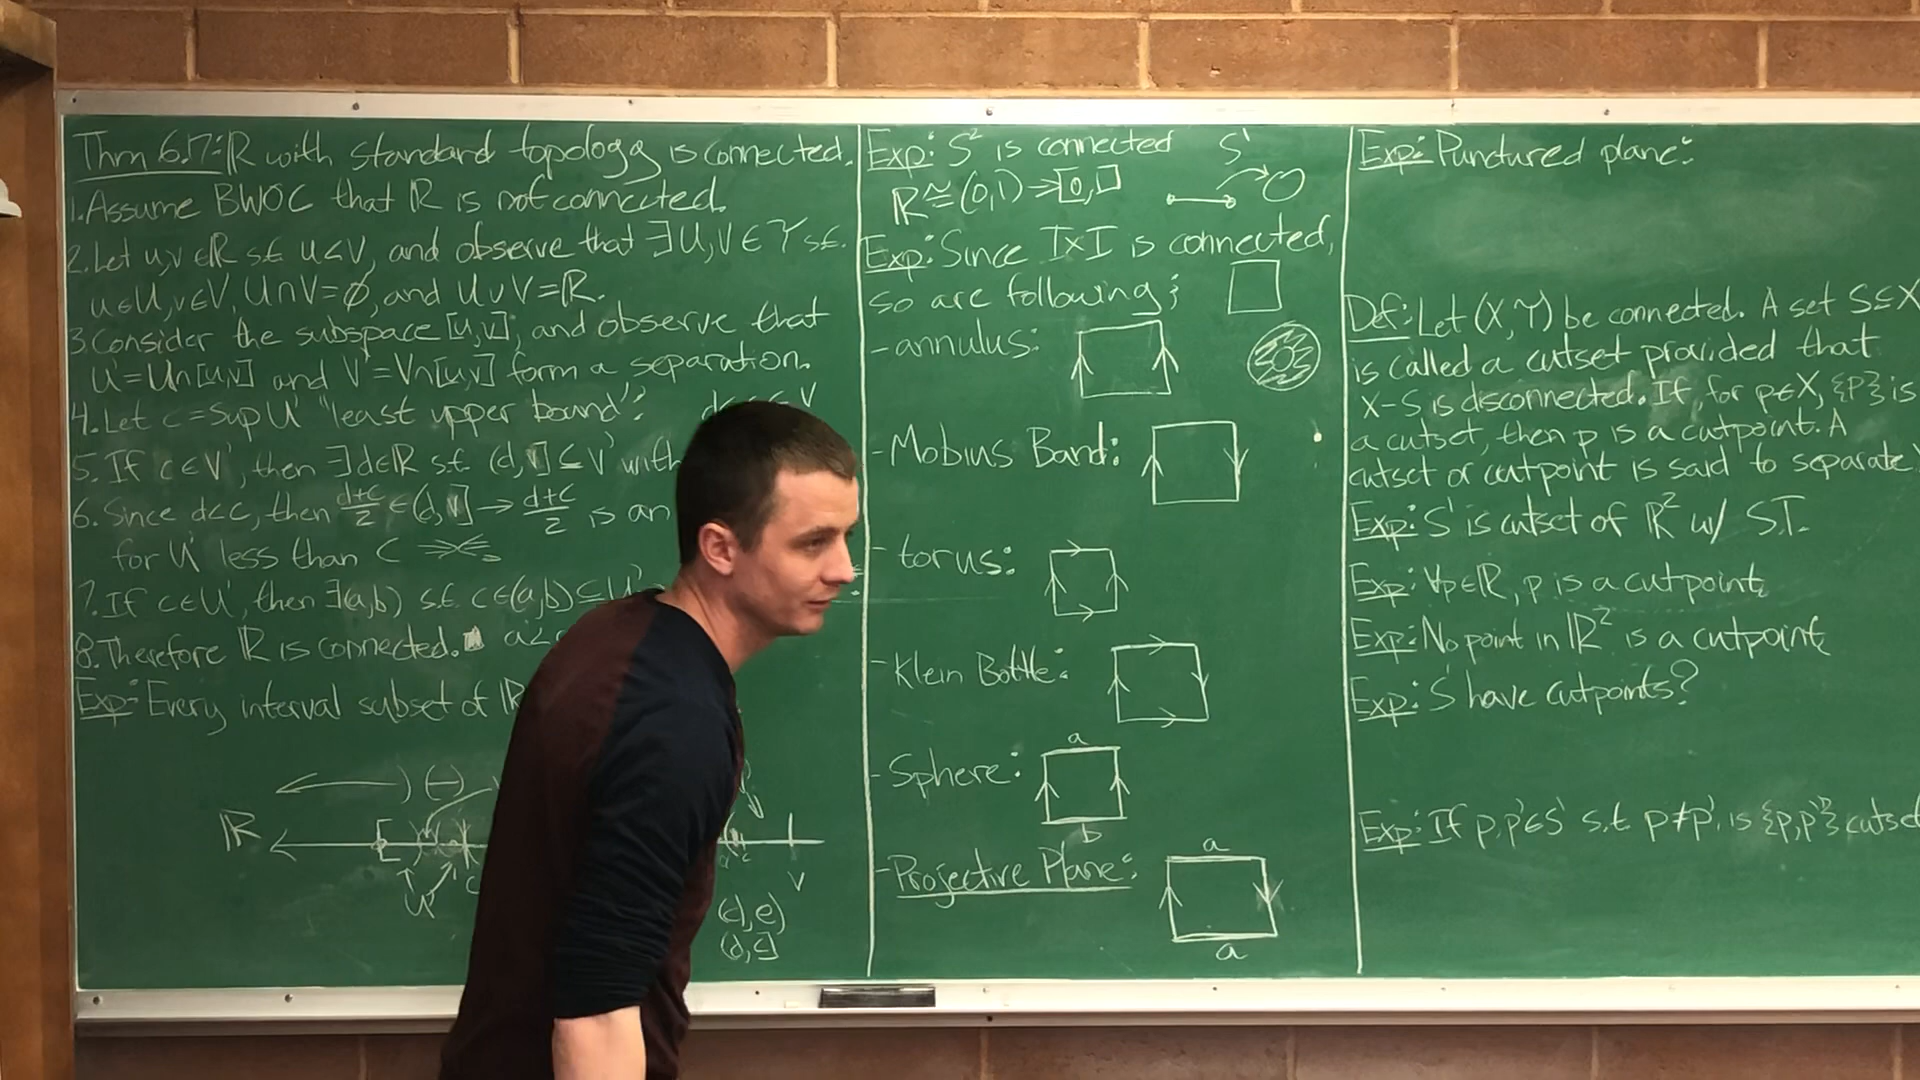 Thm 6.7: ℝ with standard topology is connected.
1. Assume BWOC that ℝ is not connected.
2. Let u,v ∈ ℝ s.t. u<v, and observe that ∃ U,V ∈ 𝒯 s.t.
u∈U, v∈V, U∩V=∅, and U∪V=ℝ.
3. Consider the subspace [u,v], and observe that
U'=U∩[u,v] and V'=V∩[u,v] form a separation.
4. Let c = sup U' "least upper bound".
5. If c∈V', then ∃ d∈ℝ s.t. (d, ] ⊆ V' with
6. Since d<c, then (d+c)/2 ∈ (d, ] → (d+c)/2 is an
for U' less than c
7. If c∈U', then ∃(a,b) s.t. c∈(a,b)⊆U'
8. Therefore ℝ is connected. a<
Exp: Every interval subset of ℝ
) (–)
ℝ
U'
v
(d,e)
(d,c]
Exp: S² is connected S¹
ℝ≅(0,1) ⇒ [0,
Exp: Since I×I is connected,
so are following;
-annulus:
-Mobius Band:
-torus:
-Klein Bottle:
-Sphere: a
b
-Projective Plane: a
a
Exp: Punctured plane:
Def: Let (X,𝒯) be connected. A set S⊆X
is called a cutset provided that
X-S is disconnected. If, for p∈X, {p} is
a cutset, then p is a cutpoint. A
cutset or cutpoint is said to separate
Exp: S¹ is cutset of ℝ² w/ S.T.
Exp: ∀p∈ℝ, p is a cutpoint
Exp: No point in ℝ² is a cutpoint
Exp: S¹ have cutpoints?
Exp: If p,p'∈S¹ s.t. p≠p', is {p,p'} cutset